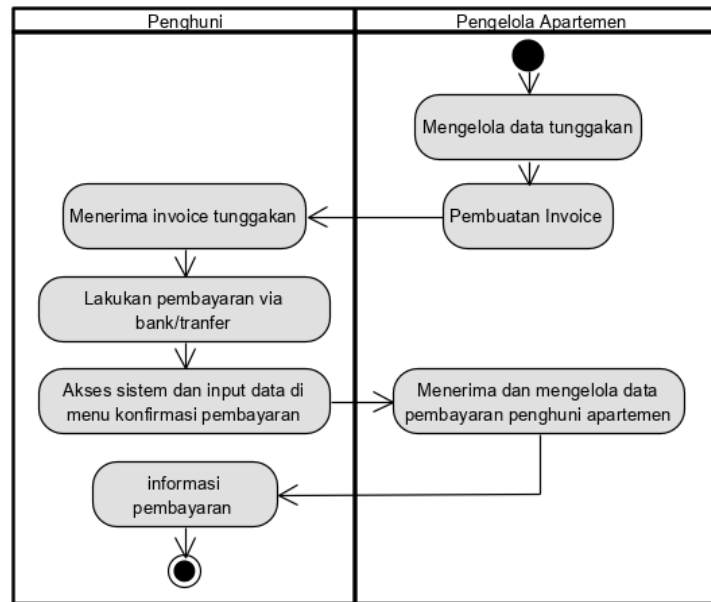 Penghuni
Pengelola Apartemen
Mengelola data tunggakan
Pembuatan Invoice
Menerima invoice tunggakan
Lakukan pembayaran via
bank/tranfer
Akses sistem dan input data di
menu konfirmasi pembayaran
Menerima dan mengelola data
pembayaran penghuni apartemen
informasi
pembayaran